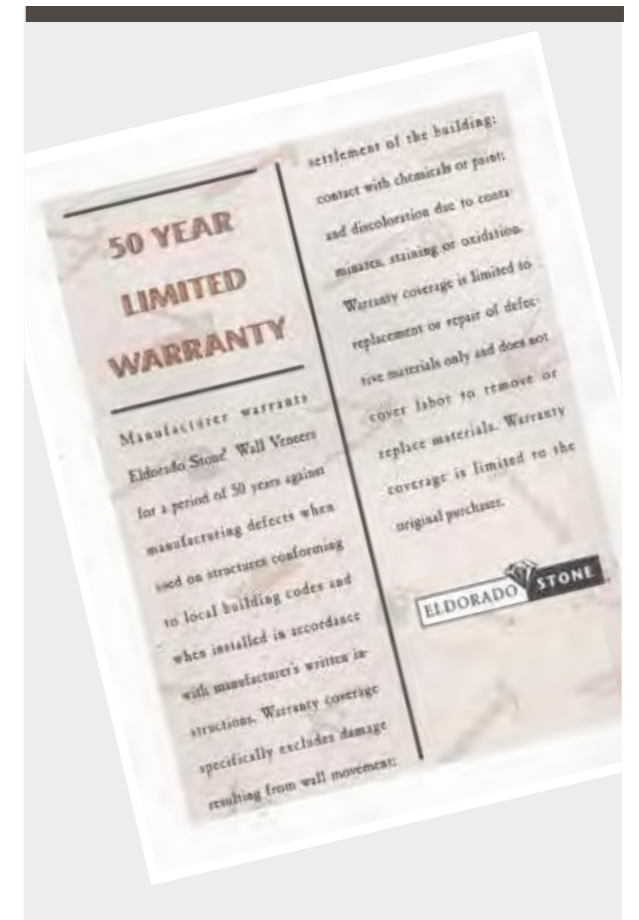 50 YEAR
LIMITED
WARRANTY
Manufacturer warrants
Eldorado Stone® Wall Veneers
for a period of 50 years against
manufacturing defects when
used on structures conforming
to local building codes and
when installed in accordance
with manufacturer's written in-
structions. Warranty coverage
specifically excludes damage
resulting from wall movement;
settlement of the building;
contact with chemicals or paint;
and discoloration due to conta-
minates, staining or oxidation.
Warranty coverage is limited to
replacement or repair of defec-
tive materials only and does not
cover labor to remove or
replace materials. Warranty
coverage is limited to the
original purchaser.
ELDORADO STONE